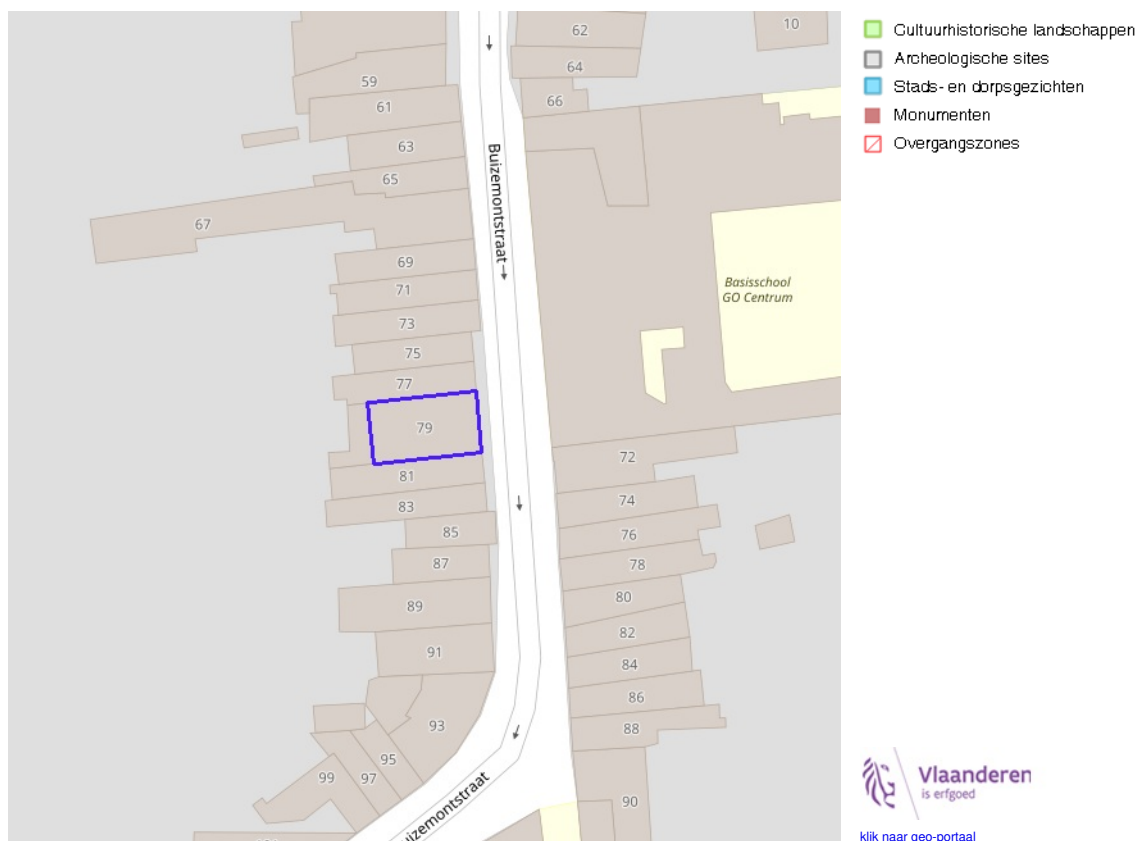 62
10
64
59
66
61
63
65
67
Buizemontstraat
69
71
73
75
77
79
81
83
85
87
89
91
93
95
97
99
Basisschool
GO Centrum
72
74
76
78
80
82
84
86
88
90
uizemontstraat
Cultuurhistorische landschappen
Archeologische sites
Stads- en dorpsgezichten
Monumenten
Overgangszones
Vlaanderen
is erfgoed
klik naar geo-portaal